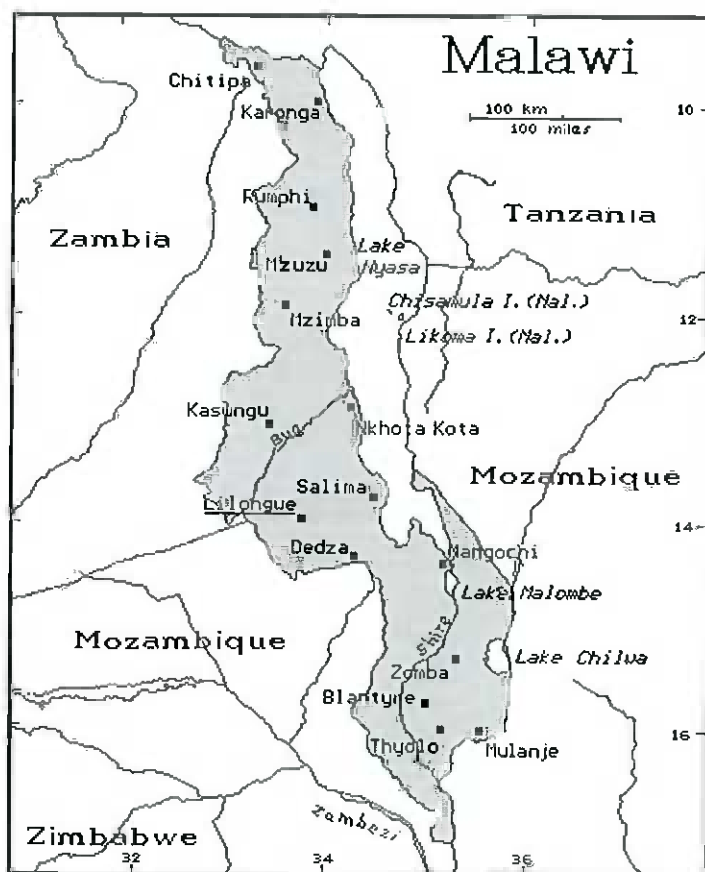 Malawi
Chitipa
Karonga
100 km
100 miles
10
Rumphi
Tanzania
Zambia
Lake
Nyasa
Mzuzu
Chisamula I. (Mal.)
Mzimba
Likoma I. (Mal.)
12
Kasungu
Bua
Nkhota Kota
Mozambique
Salima
Lilongue
14
Dedza
Mangochi
Lake Malombe
Mozambique
Shire
Lake Chilwa
Zomba
Blantyre
Thyolo
Mulanje
16
Zambezi
Zimbabwe
32
34
36